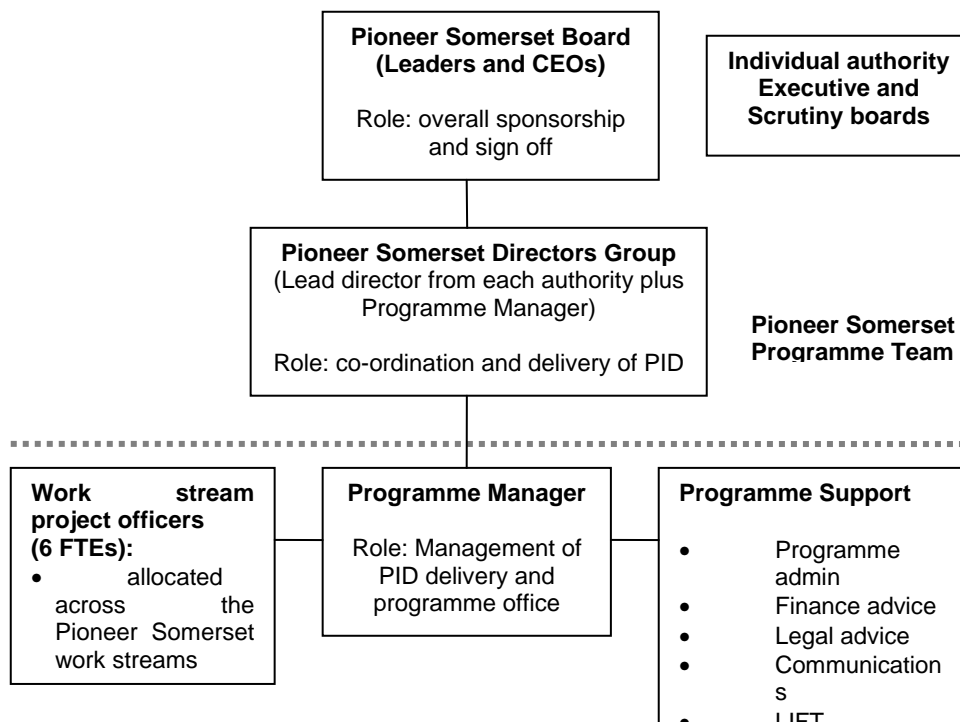 Pioneer Somerset Board
(Leaders and CEOs)
Role: overall sponsorship
and sign off
Individual authority
Executive and
Scrutiny boards
Pioneer Somerset Directors Group
(Lead director from each authority plus
Programme Manager)
Role: co-ordination and delivery of PID
Pioneer Somerset
Programme Team
Work stream
project officers
(6 FTEs):
• allocated
across the
Pioneer Somerset
work streams
Programme Manager
Role: Management of
PID delivery and
programme office
Programme Support
• Programme
admin
• Finance advice
• Legal advice
• Communication
s